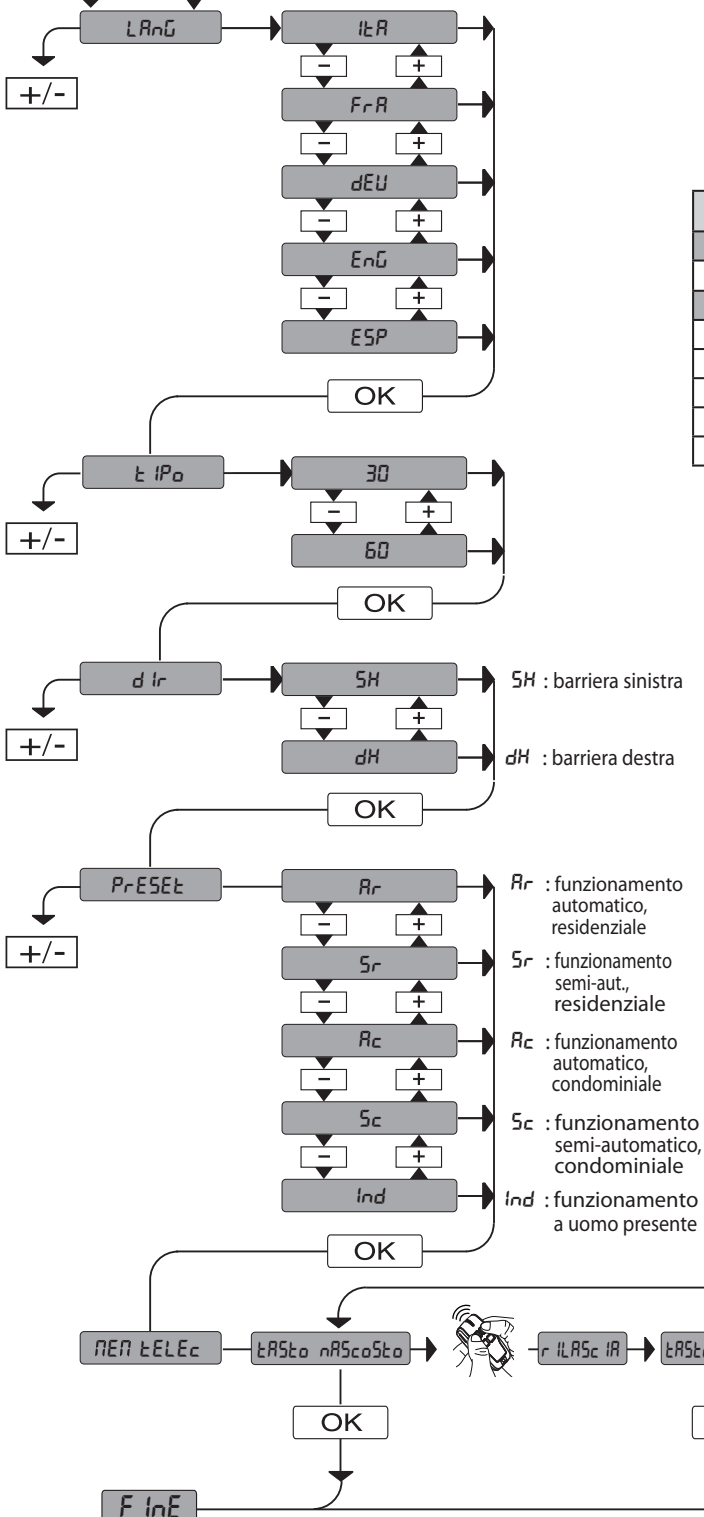 LAnG
ItA
+/-
-
+
FrA
-
+
dEU
-
+
EnG
-
+
ESP
OK
tIPo
30
+/-
-
+
60
OK
dIr
SH
SH : barriera sinistra
+/-
-
+
dH
dH : barriera destra
OK
PrESEt
Ar
Ar : funzionamento
automatico,
residenziale
+/-
-
+
Sr
Sr : funzionamento
semi-aut.,
residenziale
-
+
Ac
Ac : funzionamento
automatico,
condominiale
-
+
Sc
Sc : funzionamento
semi-automatico,
condominiale
-
+
Ind
Ind : funzionamento
a uomo presente
OK
MEM tELEc
tASto nAScoSto
rILAScIA
OK
FInE